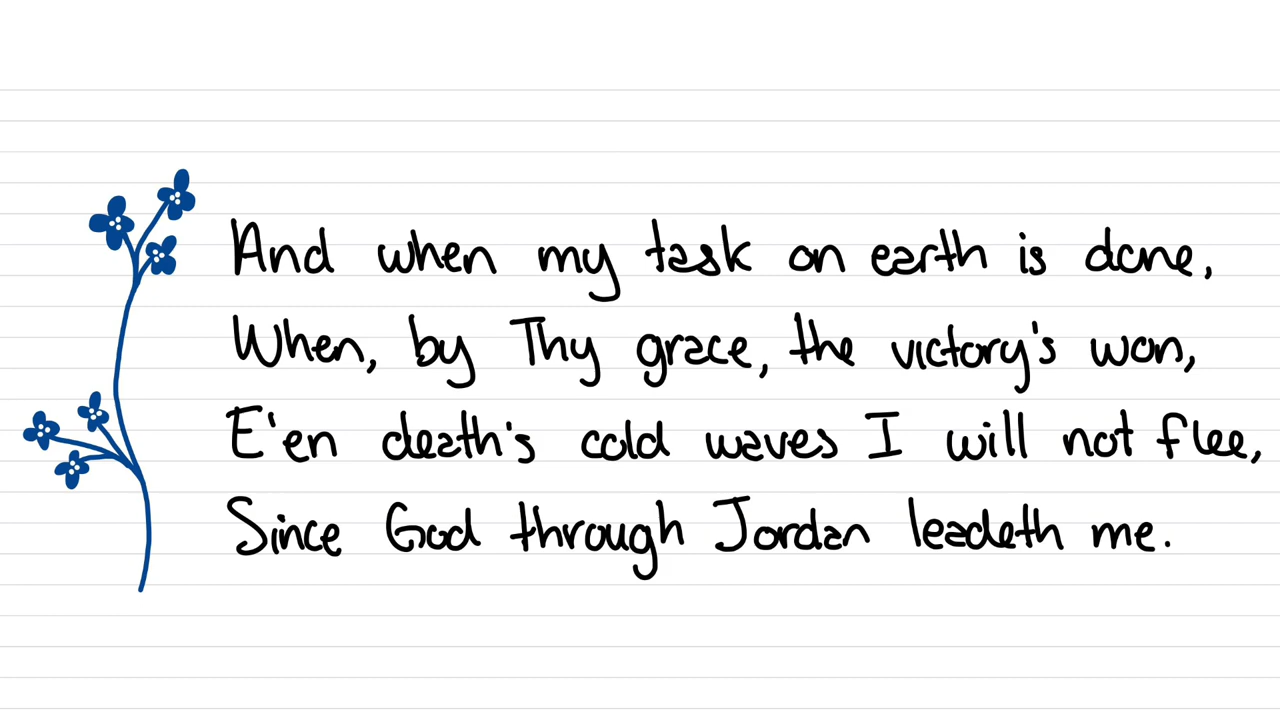 And when my task on earth is done,
When, by Thy grace, the victory's won,
E'en death's cold waves I will not flee,
Since God through Jordan leadeth me.